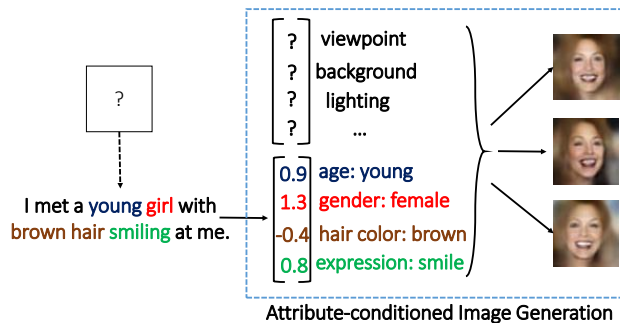 ?
I met a young girl with
brown hair smiling at me.
? viewpoint
? background
? lighting
? ...
0.9 age: young
1.3 gender: female
-0.4 hair color: brown
0.8 expression: smile
Attribute-conditioned Image Generation